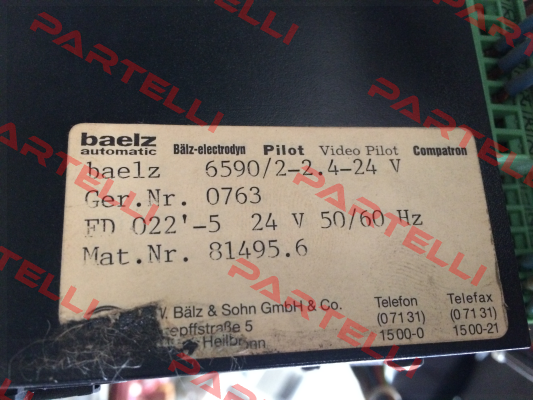 PARTELLI
PARTELLI
PARTELLI
PARTELLI
PARTELLI
PARTELLI
baelz
automatic Bälz-electrodyn Pilot Video Pilot Compatron
baelz 6590/2-2.4-24 V
Ger.Nr. 0763
FD 022'-5 24 V 50/60 Hz
Mat.Nr. 81495.6
W. Bälz & Sohn GmbH & Co. Telefon Telefax
(07131) (07131)
1500-0 1500-21